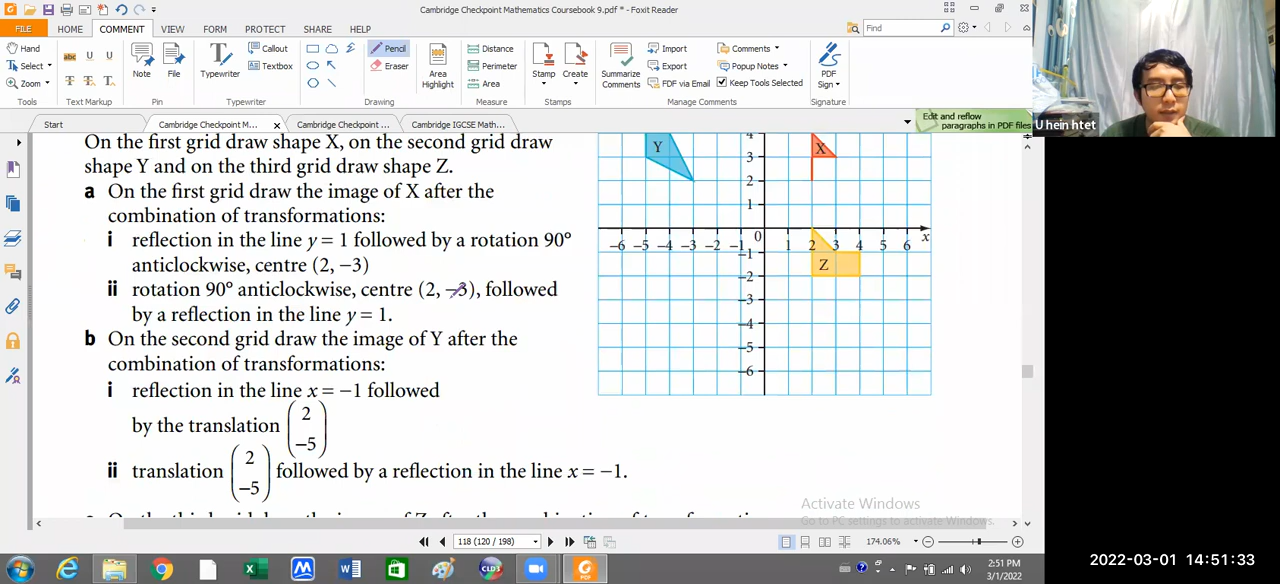 Cambridge Checkpoint Mathematics Coursebook 9.pdf * - Foxit Reader
FILE HOME COMMENT VIEW FORM PROTECT SHARE HELP
Find
Hand
Select
Zoom
Tools
Text Markup
Note
File
Pin
Typewriter
Callout
Textbox
Typewriter
Pencil
Eraser
Drawing
Area Highlight
Distance
Perimeter
Area
Measure
Stamp
Create
Stamps
Summarize Comments
Import
Export
FDF via Email
Comments
Popup Notes
Keep Tools Selected
Manage Comments
PDF Sign
Signature
Start
Cambridge Checkpoint M...
Cambridge Checkpoint ...
Cambridge IGCSE Math...
Edit and reflow
paragraphs in PDF files
U hein htet
On the first grid draw shape X, on the second grid draw
shape Y and on the third grid draw shape Z.
a On the first grid draw the image of X after the
combination of transformations:
i reflection in the line y = 1 followed by a rotation 90°
anticlockwise, centre (2, −3)
ii rotation 90° anticlockwise, centre (2, −3), followed
by a reflection in the line y = 1.
b On the second grid draw the image of Y after the
combination of transformations:
i reflection in the line x = −1 followed
by the translation (2 −5)
ii translation (2 −5) followed by a reflection in the line x = −1.
Y
X
Z
4
3
2
1
0
−6 −5 −4 −3 −2 −1 1 2 3 4 5 6 x
−1
−2
−3
−4
−5
−6
Activate Windows
Go to PC settings to activate Windows.
118 (120 / 198)
174.06%
CLD3
2:51 PM
3/1/2022
2022-03-01 14:51:33